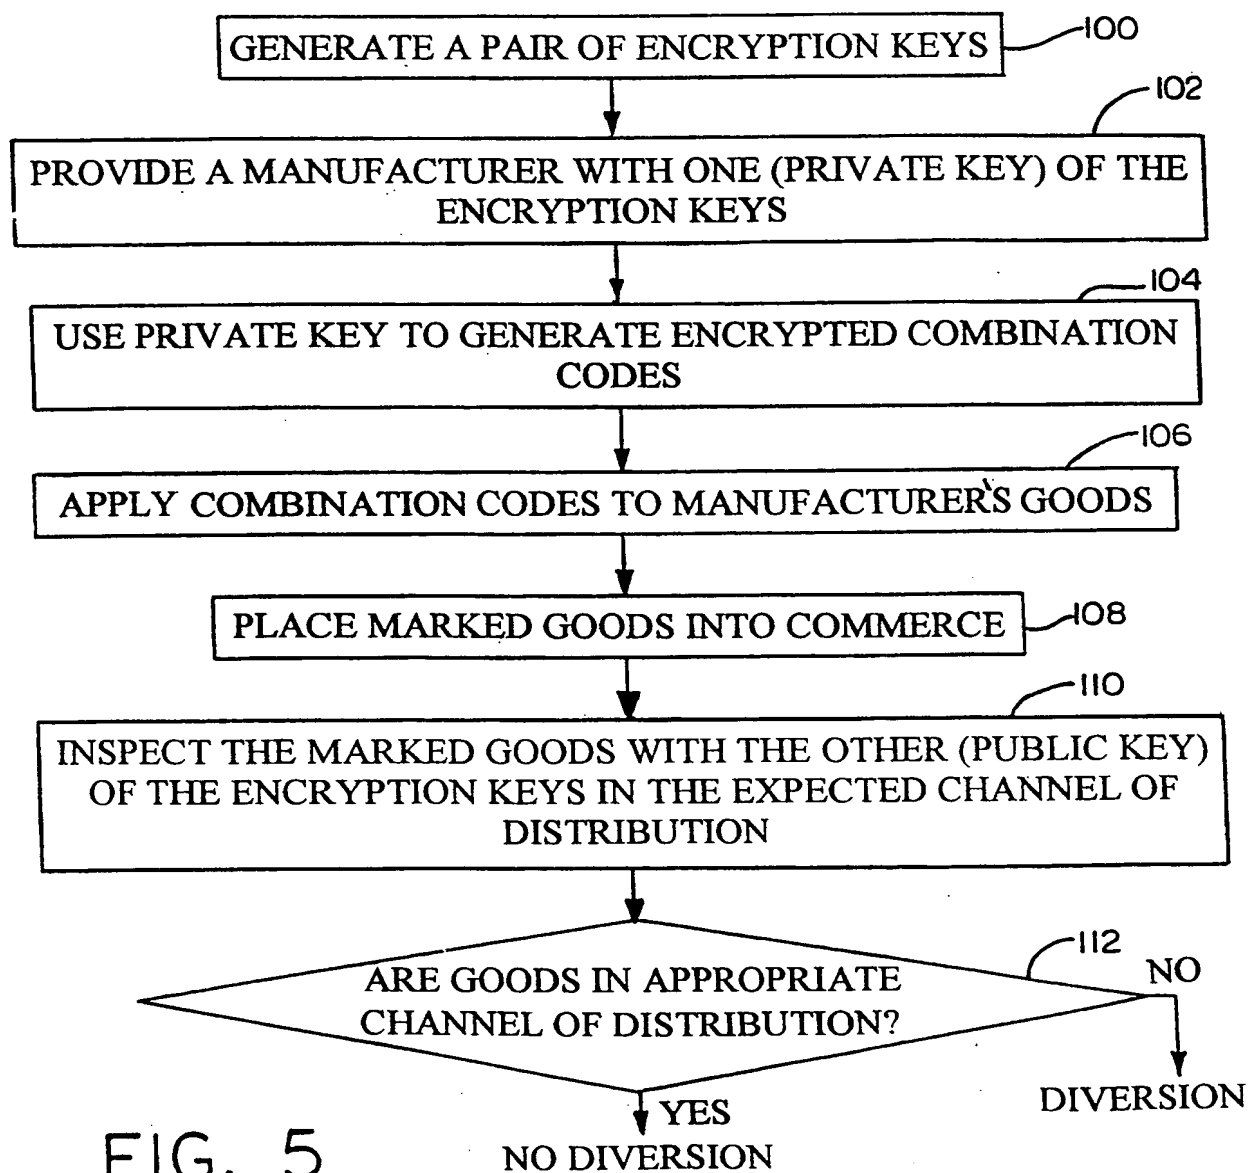 GENERATE A PAIR OF ENCRYPTION KEYS
100
102
PROVIDE A MANUFACTURER WITH ONE (PRIVATE KEY) OF THE
ENCRYPTION KEYS
104
USE PRIVATE KEY TO GENERATE ENCRYPTED COMBINATION
CODES
106
APPLY COMBINATION CODES TO MANUFACTURER'S GOODS
PLACE MARKED GOODS INTO COMMERCE
108
110
INSPECT THE MARKED GOODS WITH THE OTHER (PUBLIC KEY)
OF THE ENCRYPTION KEYS IN THE EXPECTED CHANNEL OF
DISTRIBUTION
112
ARE GOODS IN APPROPRIATE
CHANNEL OF DISTRIBUTION?
NO
DIVERSION
YES
NO DIVERSION
FIG. 5